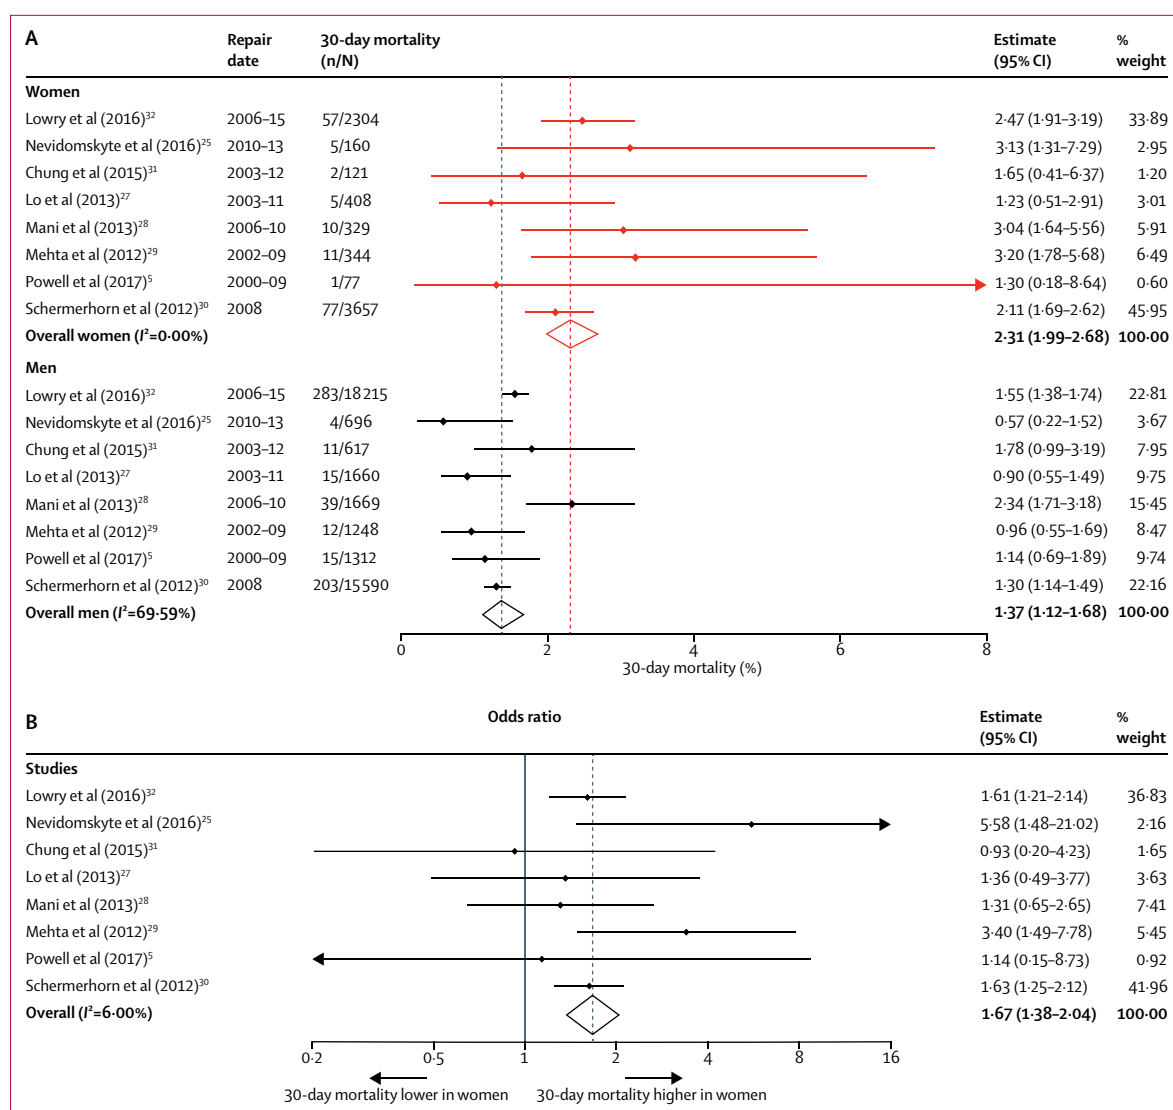 A Repair date 30-day mortality (n/N) Estimate (95% CI) % weight
Women
Lowry et al (2016)³² 2006–15 57/2304 2·47 (1·91–3·19) 33·89
Nevidomskyte et al (2016)²⁵ 2010–13 5/160 3·13 (1·31–7·29) 2·95
Chung et al (2015)³¹ 2003–12 2/121 1·65 (0·41–6·37) 1·20
Lo et al (2013)²⁷ 2003–11 5/408 1·23 (0·51–2·91) 3·01
Mani et al (2013)²⁸ 2006–10 10/329 3·04 (1·64–5·56) 5·91
Mehta et al (2012)²⁹ 2002–09 11/344 3·20 (1·78–5·68) 6·49
Powell et al (2017)⁵ 2000–09 1/77 1·30 (0·18–8·64) 0·60
Schermerhorn et al (2012)³⁰ 2008 77/3657 2·11 (1·69–2·62) 45·95
Overall women (I²=0·00%) 2·31 (1·99–2·68) 100·00
Men
Lowry et al (2016)³² 2006–15 283/18 215 1·55 (1·38–1·74) 22·81
Nevidomskyte et al (2016)²⁵ 2010–13 4/696 0·57 (0·22–1·52) 3·67
Chung et al (2015)³¹ 2003–12 11/617 1·78 (0·99–3·19) 7·95
Lo et al (2013)²⁷ 2003–11 15/1660 0·90 (0·55–1·49) 9·75
Mani et al (2013)²⁸ 2006–10 39/1669 2·34 (1·71–3·18) 15·45
Mehta et al (2012)²⁹ 2002–09 12/1248 0·96 (0·55–1·69) 8·47
Powell et al (2017)⁵ 2000–09 15/1312 1·14 (0·69–1·89) 9·74
Schermerhorn et al (2012)³⁰ 2008 203/15 590 1·30 (1·14–1·49) 22·16
Overall men (I²=69·59%) 1·37 (1·12–1·68) 100·00
0 2 4 6 8
30-day mortality (%)
B Odds ratio Estimate (95% CI) % weight
Studies
Lowry et al (2016)³² 1·61 (1·21–2·14) 36·83
Nevidomskyte et al (2016)²⁵ 5·58 (1·48–21·02) 2·16
Chung et al (2015)³¹ 0·93 (0·20–4·23) 1·65
Lo et al (2013)²⁷ 1·36 (0·49–3·77) 3·63
Mani et al (2013)²⁸ 1·31 (0·65–2·65) 7·41
Mehta et al (2012)²⁹ 3·40 (1·49–7·78) 5·45
Powell et al (2017)⁵ 1·14 (0·15–8·73) 0·92
Schermerhorn et al (2012)³⁰ 1·63 (1·25–2·12) 41·96
Overall (I²=6·00%) 1·67 (1·38–2·04) 100·00
0·2 0·5 1 2 4 8 16
30-day mortality lower in women 30-day mortality higher in women